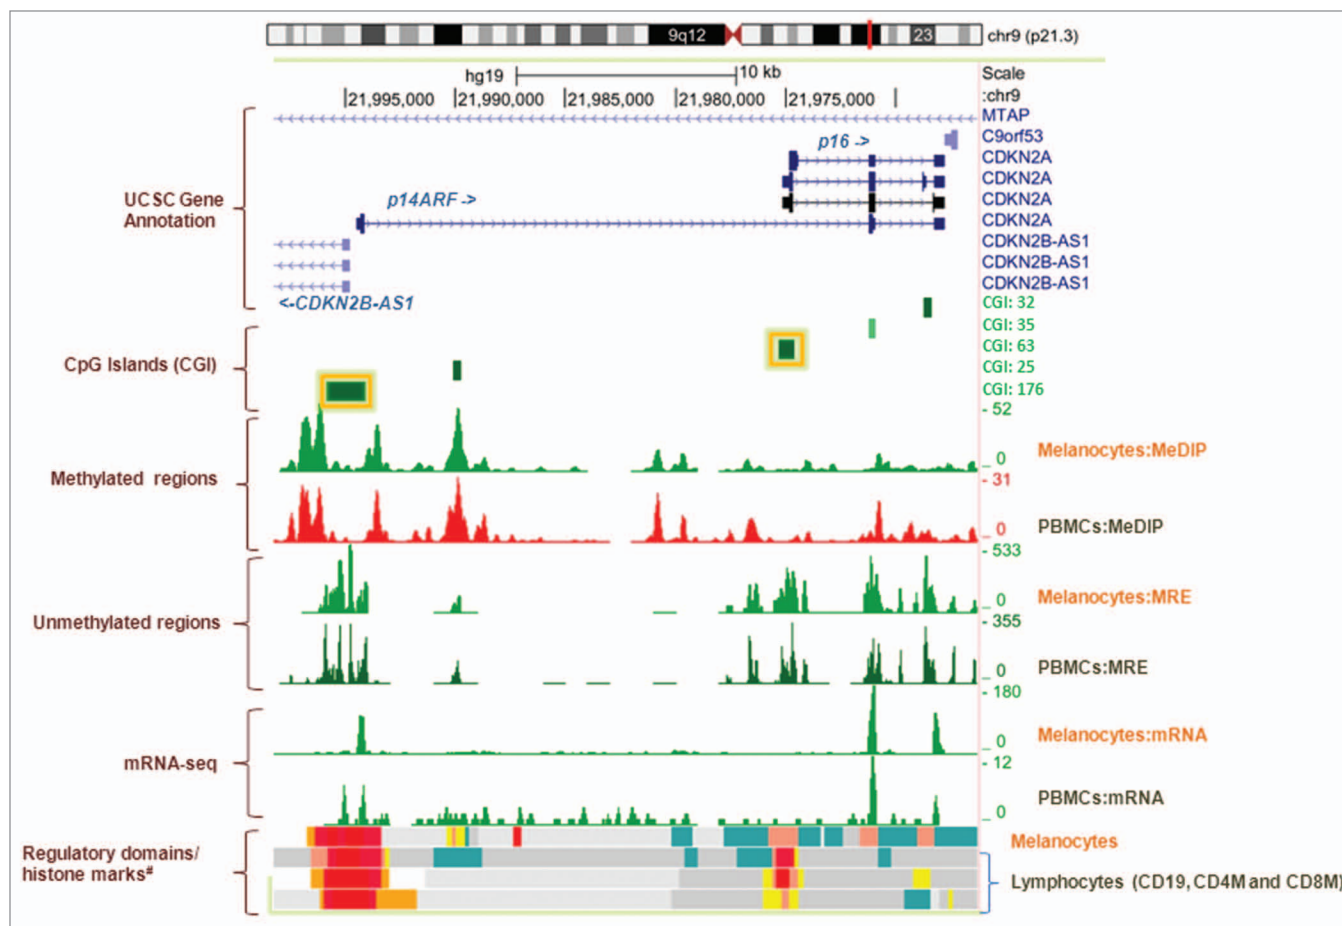 9q12
23
chr9 (p21.3)
hg19
10 kb
Scale
21,995,000
21,990,000
21,985,000
21,980,000
21,975,000
:chr9
MTAP
C9orf53
p16 ->
CDKN2A
CDKN2A
UCSC Gene
Annotation
p14ARF ->
CDKN2A
CDKN2A
CDKN2B-AS1
CDKN2B-AS1
CDKN2B-AS1
<-CDKN2B-AS1
CGI: 32
CGI: 35
CGI: 63
CpG Islands (CGI)
CGI: 25
CGI: 176
- 52
Melanocytes:MeDIP
0
Methylated regions
- 31
PBMCs:MeDIP
0
- 533
Melanocytes:MRE
0
Unmethylated regions
- 355
PBMCs:MRE
0
- 180
Melanocytes:mRNA
0
mRNA-seq
- 12
PBMCs:mRNA
0
Regulatory domains/
histone marks#
Melanocytes
Lymphocytes (CD19, CD4M and CD8M)